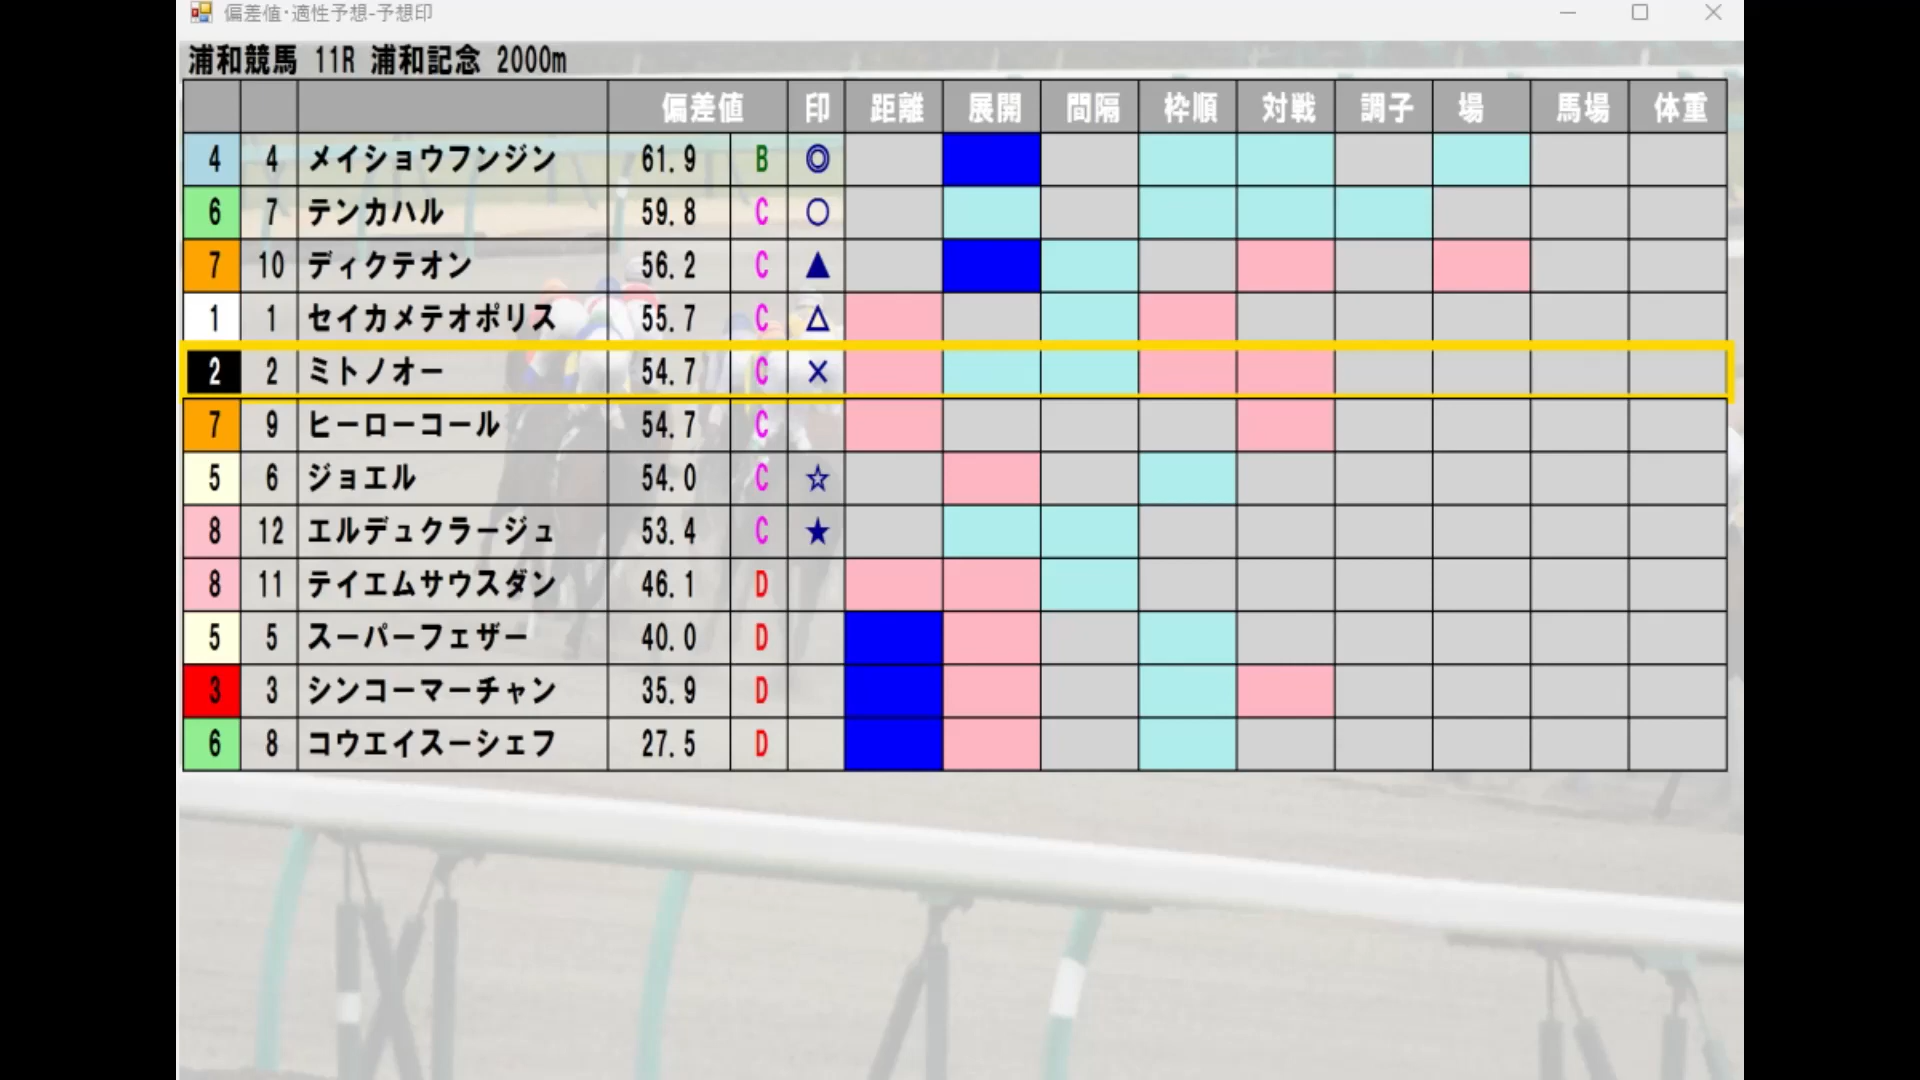 偏差値・適性予想-予想印
浦和競馬 11R 浦和記念 2000m
偏差値 印 距離 展開 間隔 枠順 対戦 調子 場 馬場 体重
4 4 メイショウフンジン 61.9 B ◎
6 7 テンカハル 59.8 C ○
7 10 ディクテオン 56.2 C ▲
1 1 セイカメテオポリス 55.7 C △
2 2 ミトノオー 54.7 C ×
7 9 ヒーローコール 54.7 C
5 6 ジョエル 54.0 C ☆
8 12 エルデュクラージュ 53.4 C ★
8 11 テイエムサウスダン 46.1 D
5 5 スーパーフェザー 40.0 D
3 3 シンコーマーチャン 35.9 D
6 8 コウエイスーシェフ 27.5 D